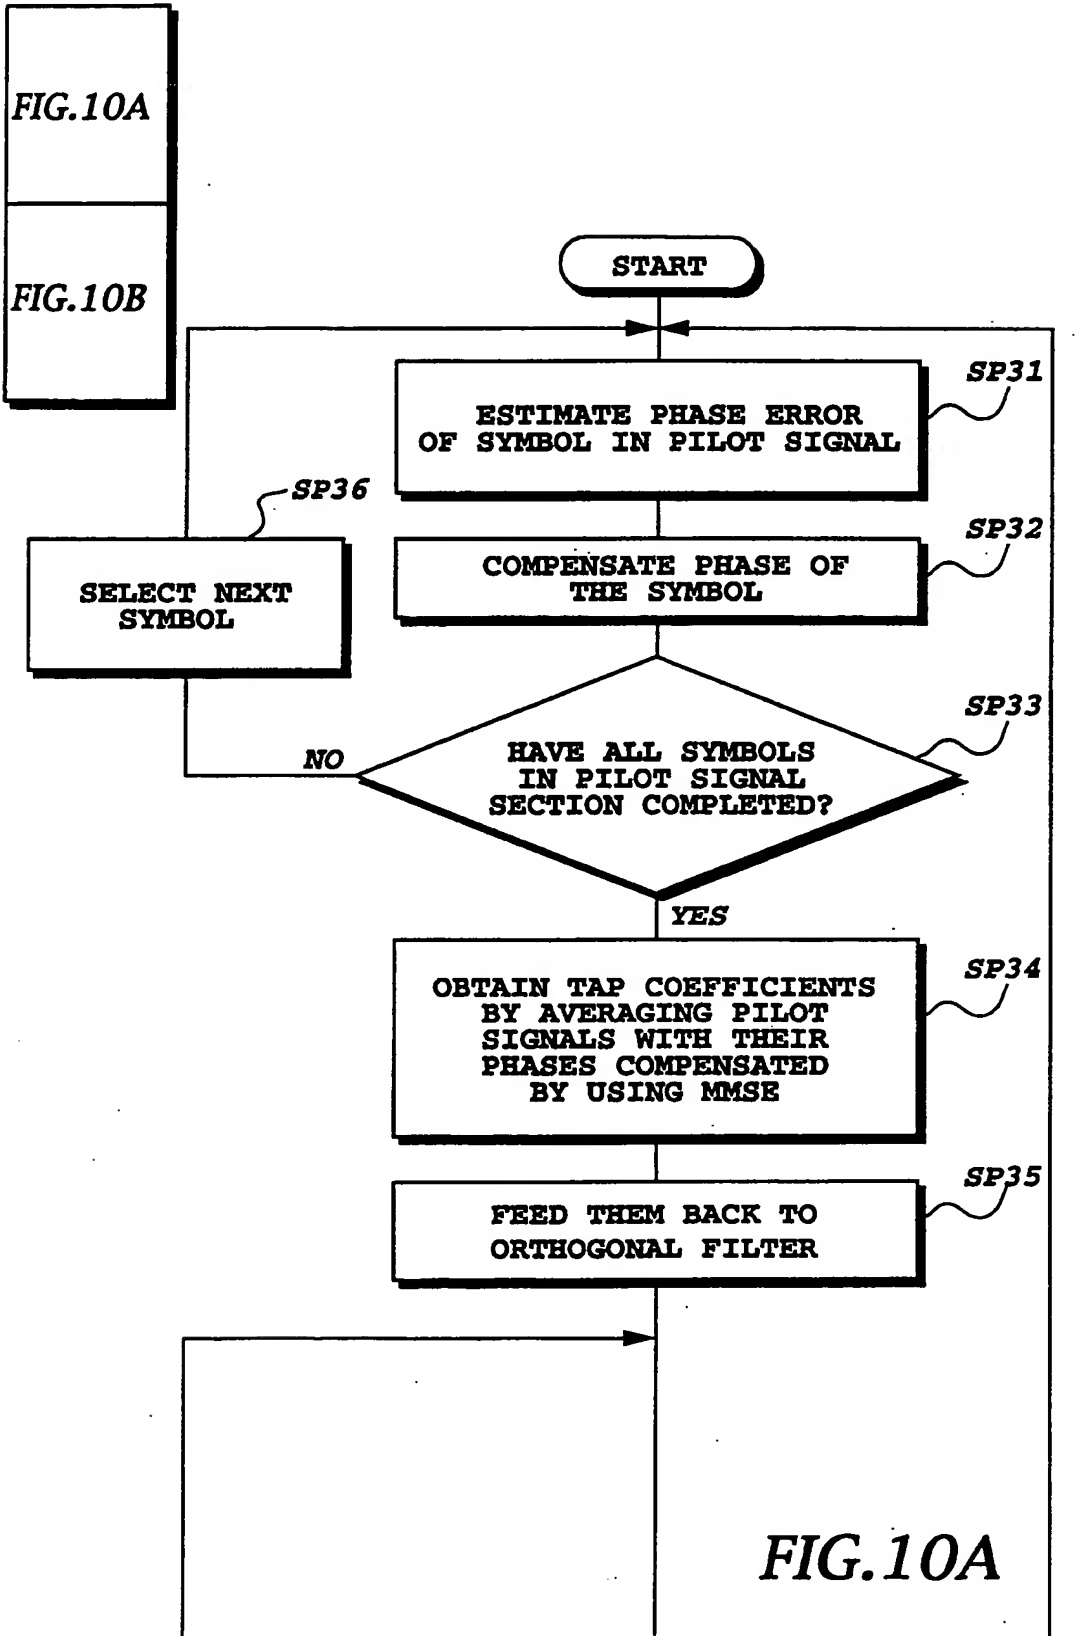 FIG.10A
FIG.10B
START
SP31
ESTIMATE PHASE ERROR
OF SYMBOL IN PILOT SIGNAL
SP36
SP32
COMPENSATE PHASE OF
THE SYMBOL
SELECT NEXT
SYMBOL
SP33
NO
HAVE ALL SYMBOLS
IN PILOT SIGNAL
SECTION COMPLETED?
YES
SP34
OBTAIN TAP COEFFICIENTS
BY AVERAGING PILOT
SIGNALS WITH THEIR
PHASES COMPENSATED
BY USING MMSE
SP35
FEED THEM BACK TO
ORTHOGONAL FILTER
FIG.10A